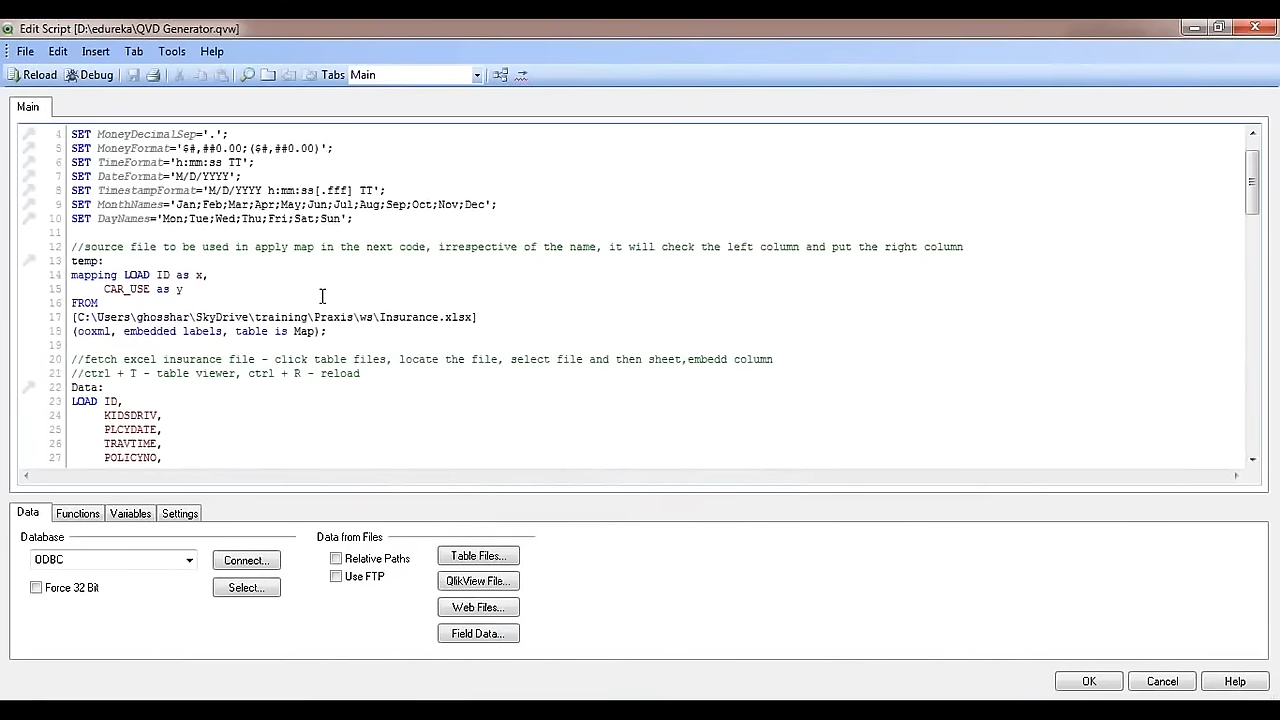 Edit Script [D:\edureka\QVD Generator.qvw]
File Edit Insert Tab Tools Help
Reload Debug Tabs Main
Main
4 SET MoneyDecimalSep='.';
5 SET MoneyFormat='$#,##0.00;($#,##0.00)';
6 SET TimeFormat='h:mm:ss TT';
7 SET DateFormat='M/D/YYYY';
8 SET TimestampFormat='M/D/YYYY h:mm:ss[.fff] TT';
9 SET MonthNames='Jan;Feb;Mar;Apr;May;Jun;Jul;Aug;Sep;Oct;Nov;Dec';
10 SET DayNames='Mon;Tue;Wed;Thu;Fri;Sat;Sun';
11
12 //source file to be used in apply map in the next code, irrespective of the name, it will check the left column and put the right column
13 temp:
14 mapping LOAD ID as x,
15 CAR_USE as y
16 FROM
17 [C:\Users\ghosshar\SkyDrive\training\Praxis\ws\Insurance.xlsx]
18 (ooxml, embedded labels, table is Map);
19
20 //fetch excel insurance file - click table files, locate the file, select file and then sheet,embedd column
21 //ctrl + T - table viewer, ctrl + R - reload
22 Data:
23 LOAD ID,
24 KIDSDRIV,
25 PLCYDATE,
26 TRAVTIME,
27 POLICYNO,
Data Functions Variables Settings
Database Data from Files
ODBC Connect... Relative Paths Table Files...
Force 32 Bit Select... Use FTP QlikView File...
Web Files...
Field Data...
OK Cancel Help